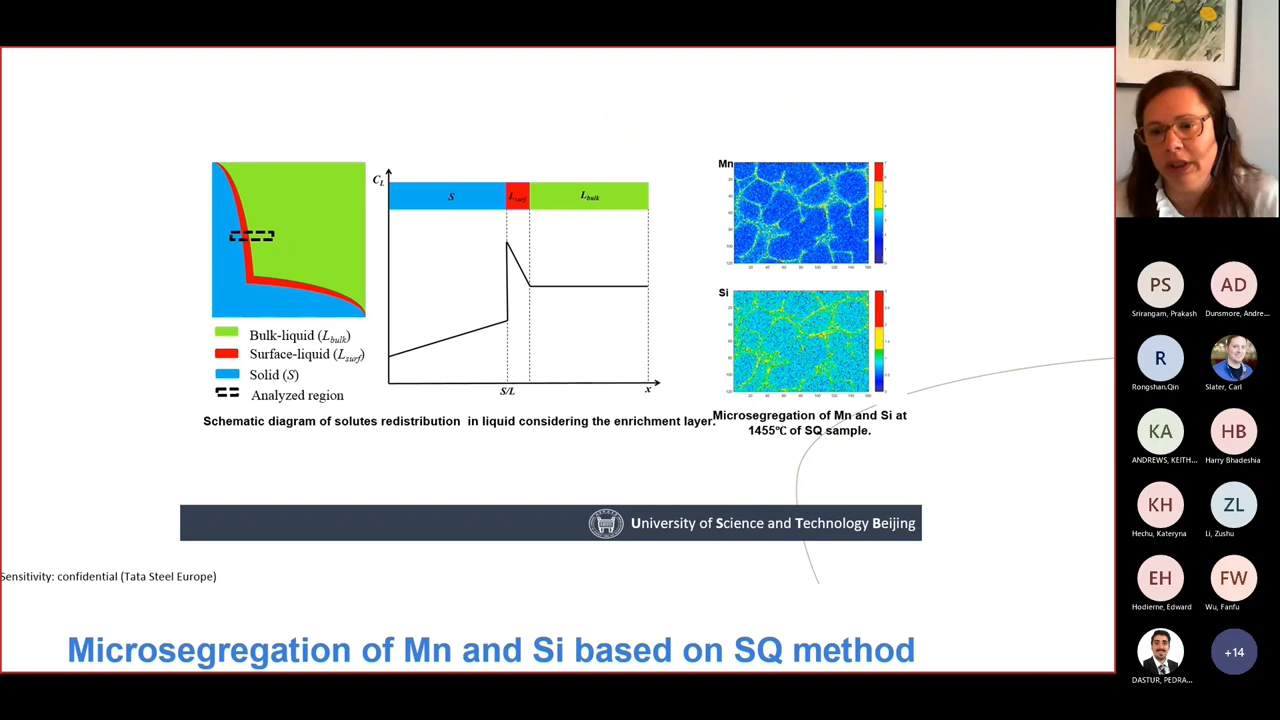 C_L
S
L_surf
L_bulk
S/L
x
Bulk-liquid (L_bulk)
Surface-liquid (L_surf)
Solid (S)
Analyzed region
Schematic diagram of solutes redistribution in liquid considering the enrichment layer.
Mn
Si
Microsegregation of Mn and Si at
1455℃ of SQ sample.
University of Science and Technology Beijing
Sensitivity: confidential (Tata Steel Europe)
Microsegregation of Mn and Si based on SQ method
PS
Srirangam, Prakash
AD
Dunsmore, Andre...
R
Rongshan.Qin
Slater, Carl
KA
ANDREWS, KEITH...
HB
Harry Bhadeshia
KH
Hechu, Kateryna
ZL
Li, Zushu
EH
Hodierne, Edward
FW
Wu, Fanfu
DASTUR, PEDRA...
+14